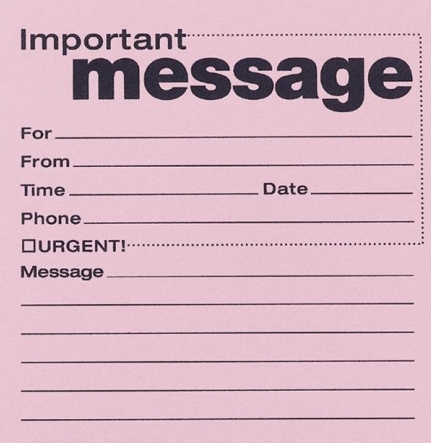 Important
message
For
From
Time Date
Phone
☐URGENT!
Message